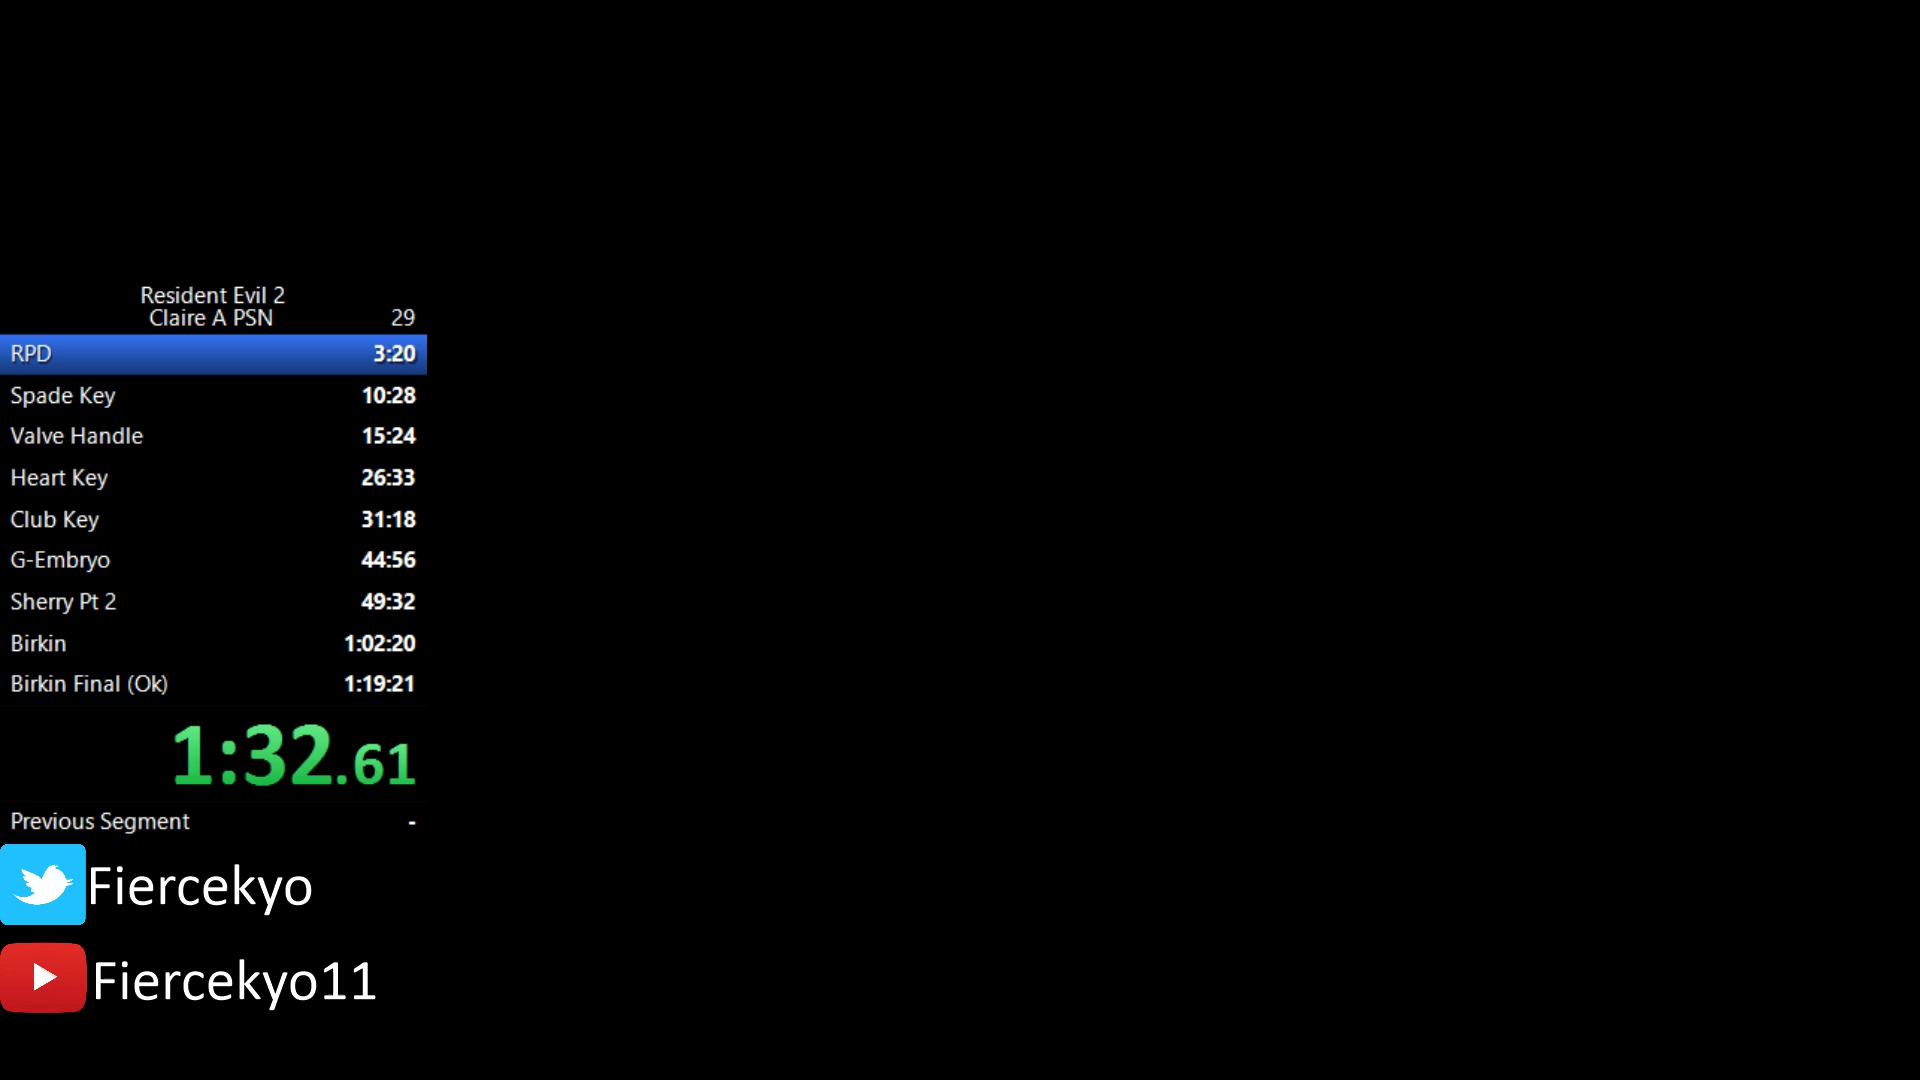 Resident Evil 2
Claire A PSN 29
RPD 3:20
Spade Key 10:28
Valve Handle 15:24
Heart Key 26:33
Club Key 31:18
G-Embryo 44:56
Sherry Pt 2 49:32
Birkin 1:02:20
Birkin Final (Ok) 1:19:21
1:32.61
Previous Segment -
Fiercekyo
Fiercekyo11